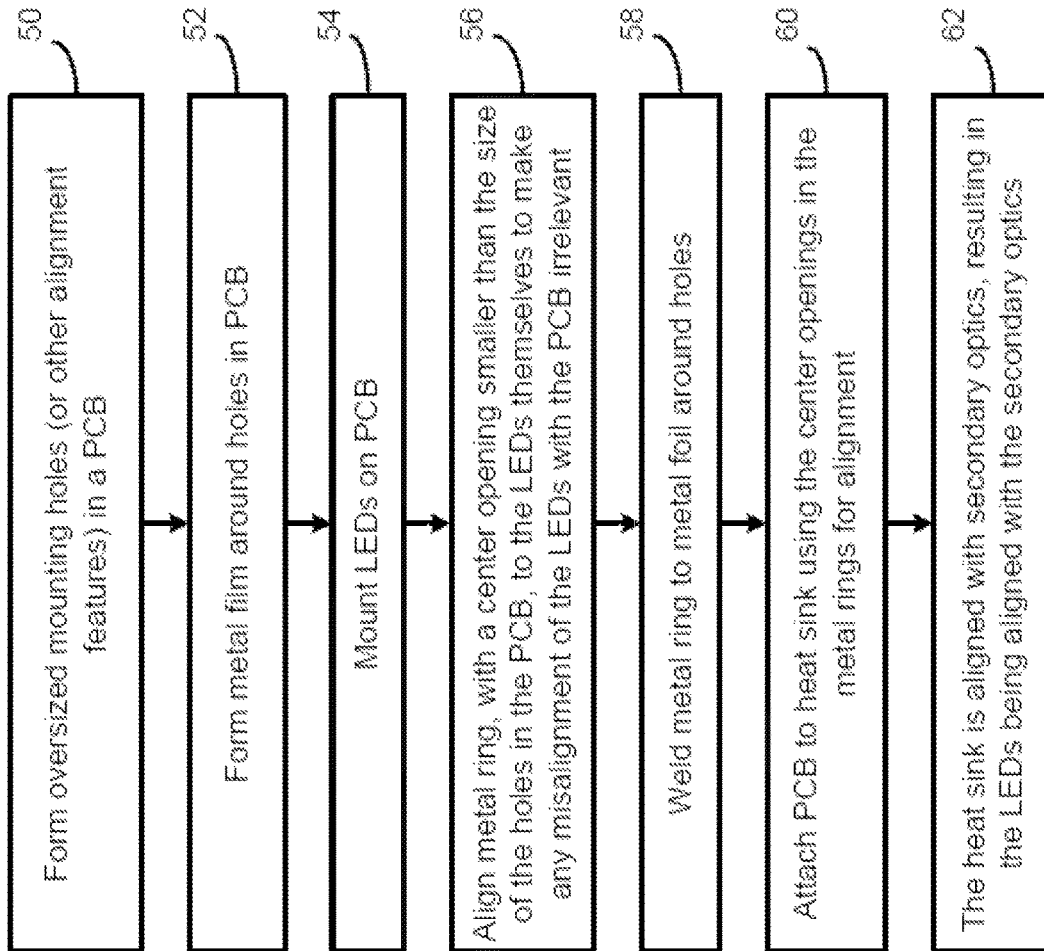 Form oversized mounting holes (or other alignment
features) in a PCB
50
Form metal film around holes in PCB
52
Mount LEDs on PCB
54
Align metal ring, with a center opening smaller than the size
of the holes in the PCB, to the LEDs themselves to make
any misalignment of the LEDs with the PCB irrelevant
56
Weld metal ring to metal foil around holes
58
Attach PCB to heat sink using the center openings in the
metal rings for alignment
60
The heat sink is aligned with secondary optics, resulting in
the LEDs being aligned with the secondary optics
62